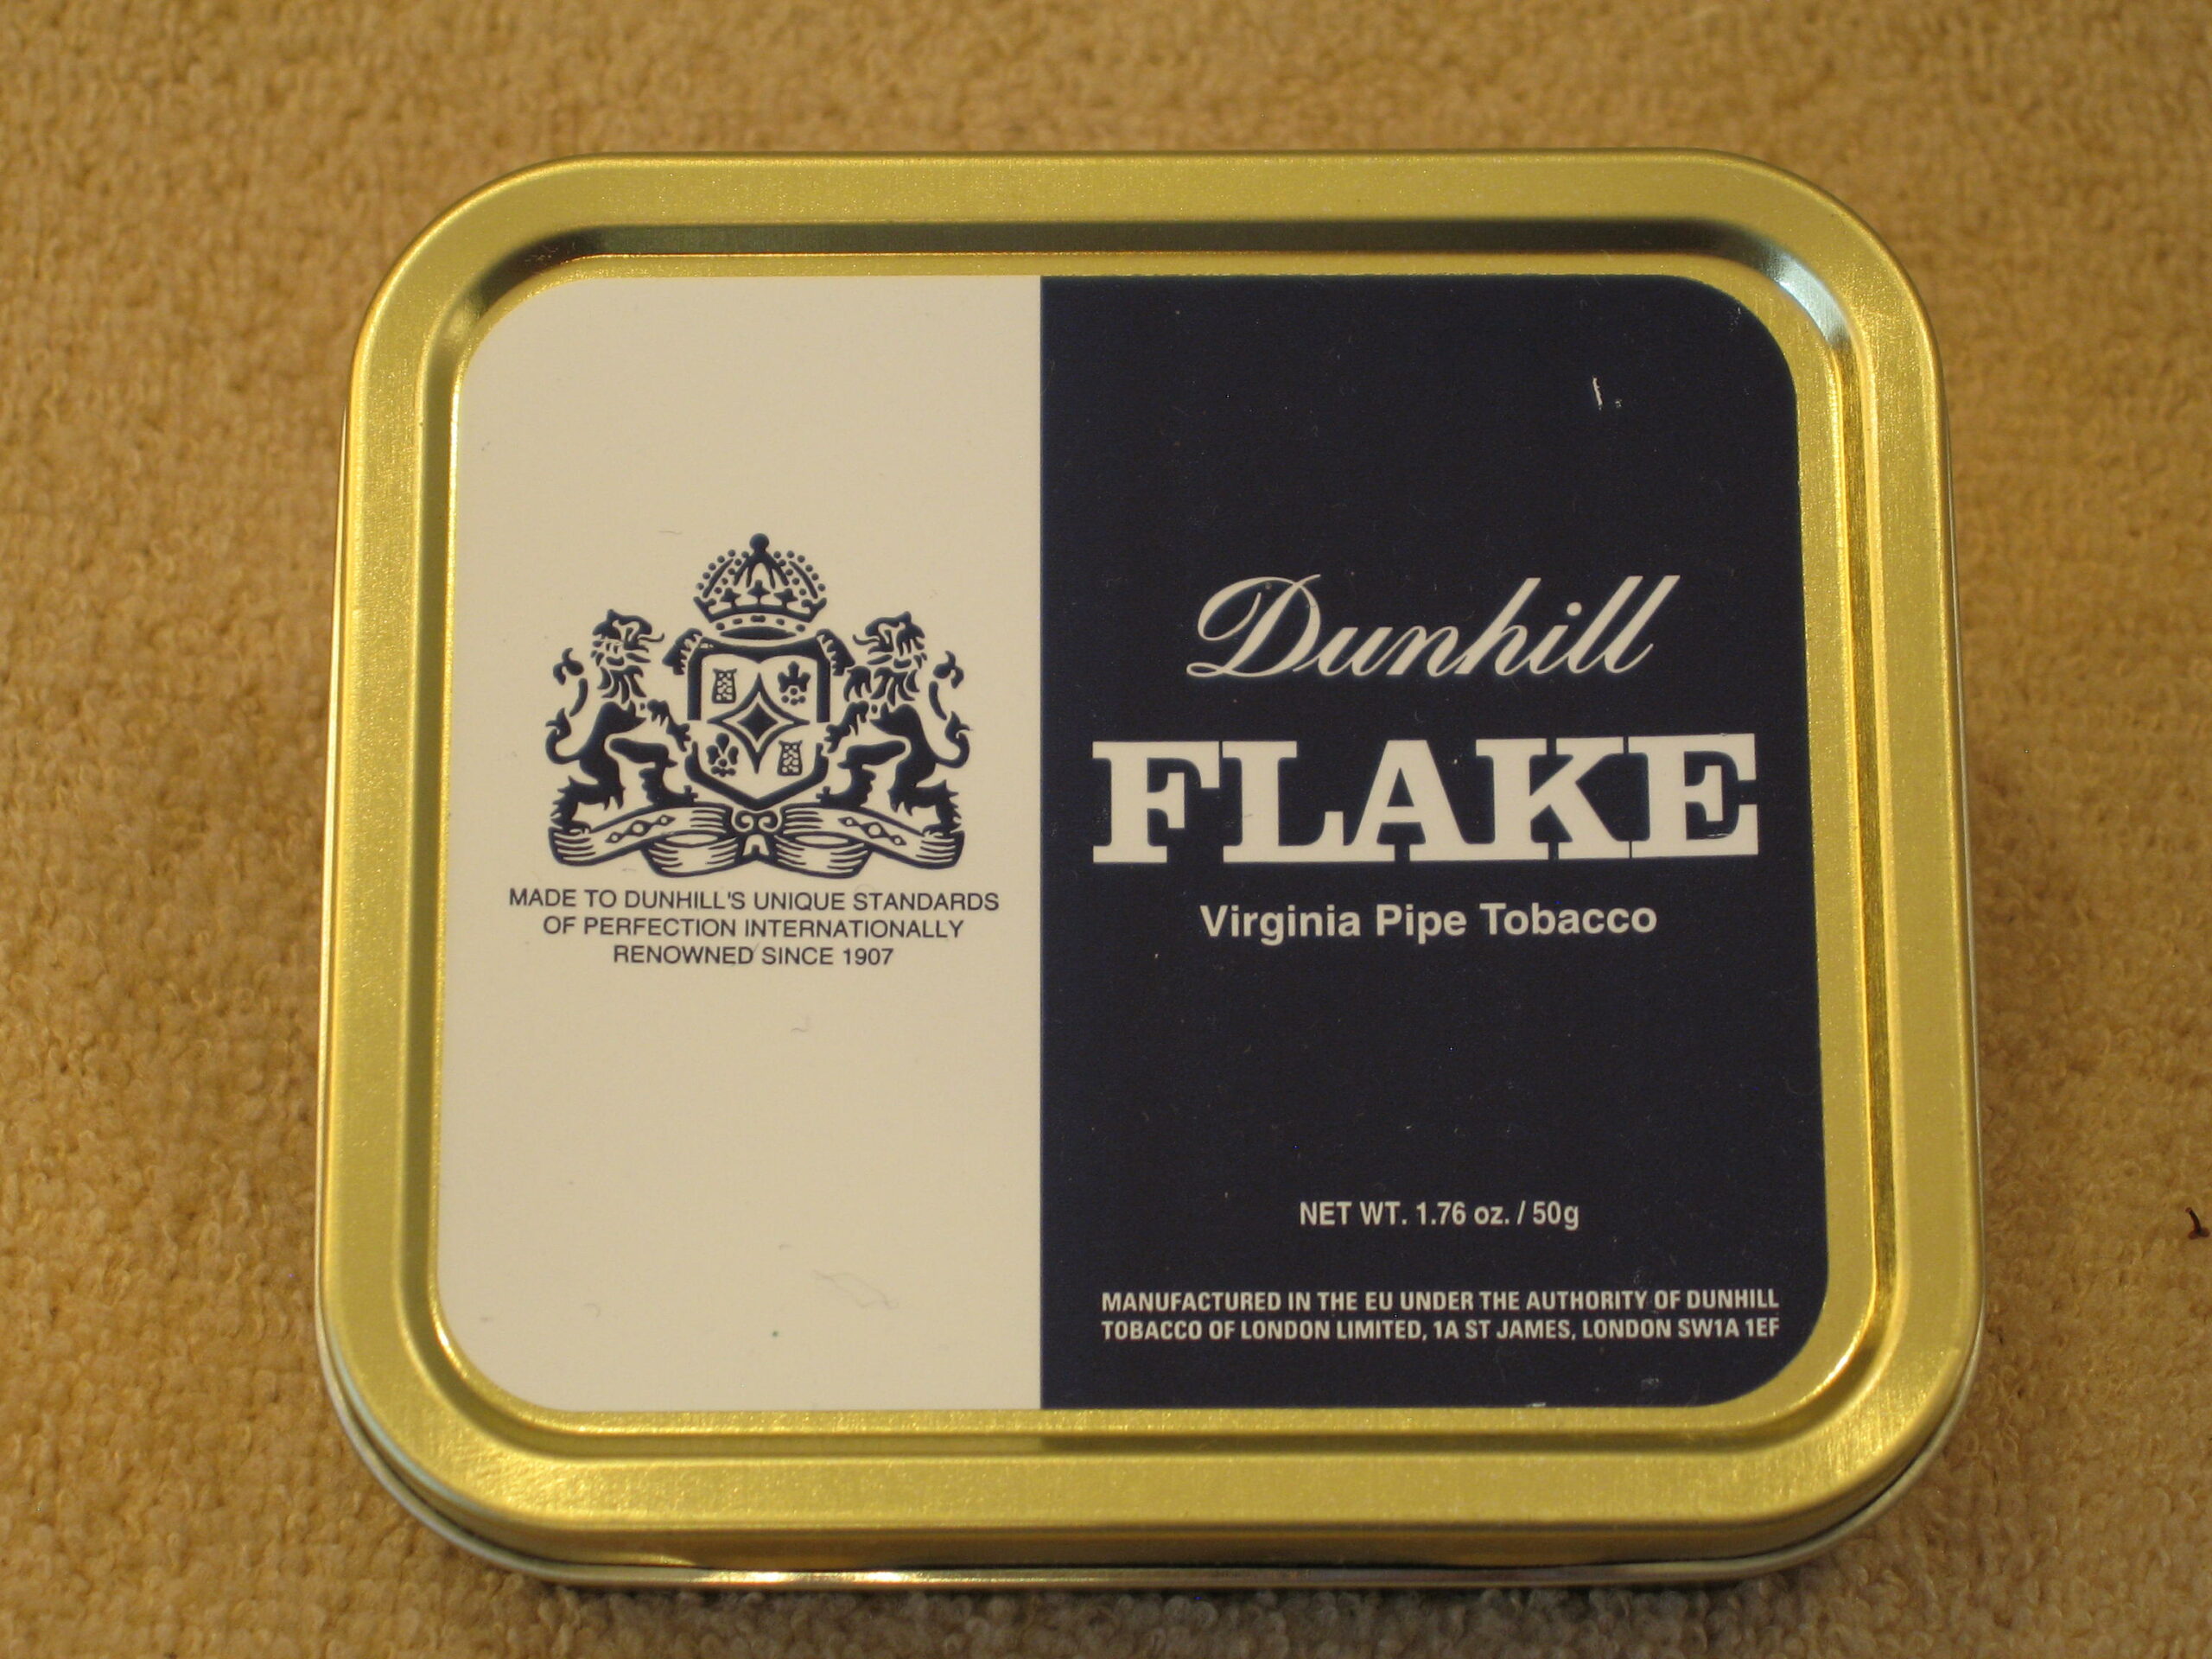 MADE TO DUNHILL'S UNIQUE STANDARDS
OF PERFECTION INTERNATIONALLY
RENOWNED SINCE 1907
Dunhill
FLAKE
Virginia Pipe Tobacco
NET WT. 1.76 oz. / 50g
MANUFACTURED IN THE EU UNDER THE AUTHORITY OF DUNHILL
TOBACCO OF LONDON LIMITED, 1A ST JAMES, LONDON SW1A 1EF